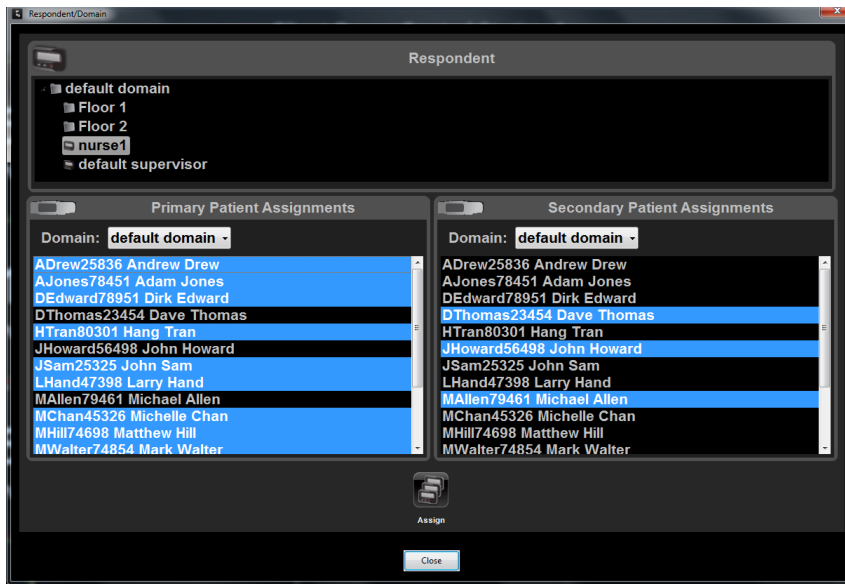 Respondent/Domain
Respondent
default domain
Floor 1
Floor 2
nurse1
default supervisor
Primary Patient Assignments
Domain: default domain
ADrew25836 Andrew Drew
AJones78451 Adam Jones
DEdward78951 Dirk Edward
DThomas23454 Dave Thomas
HTran80301 Hang Tran
JHoward56498 John Howard
JSam25325 John Sam
LHand47398 Larry Hand
MAllen79461 Michael Allen
MChan45326 Michelle Chan
MHill74698 Matthew Hill
MWalter74854 Mark Walter
Secondary Patient Assignments
Domain: default domain
ADrew25836 Andrew Drew
AJones78451 Adam Jones
DEdward78951 Dirk Edward
DThomas23454 Dave Thomas
HTran80301 Hang Tran
JHoward56498 John Howard
JSam25325 John Sam
LHand47398 Larry Hand
MAllen79461 Michael Allen
MChan45326 Michelle Chan
MHill74698 Matthew Hill
MWalter74854 Mark Walter
Assign
Close